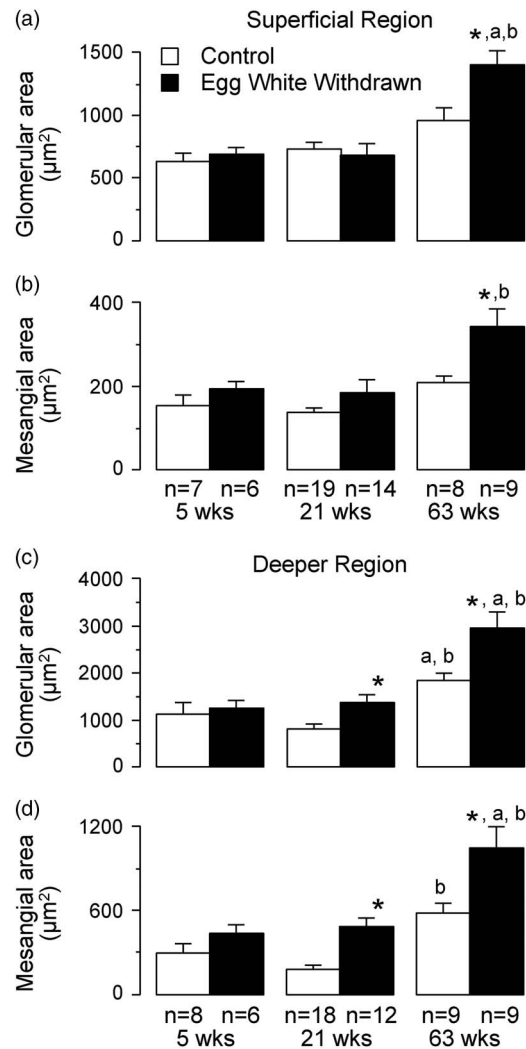 (a)
Superficial Region
Control
Egg White Withdrawn
*,a,b
Glomerular area
(µm²)
1500
1000
500
0
(b)
*,b
Mesangial area
(µm²)
400
200
0
n=7 n=6 n=19 n=14 n=8 n=9
5 wks 21 wks 63 wks
(c)
Deeper Region
*, a, b
a, b
*
Glomerular area
(µm²)
4000
3000
2000
1000
0
(d)
*, a, b
b
*
Mesangial area
(µm²)
1200
600
0
n=8 n=6 n=18 n=12 n=9 n=9
5 wks 21 wks 63 wks